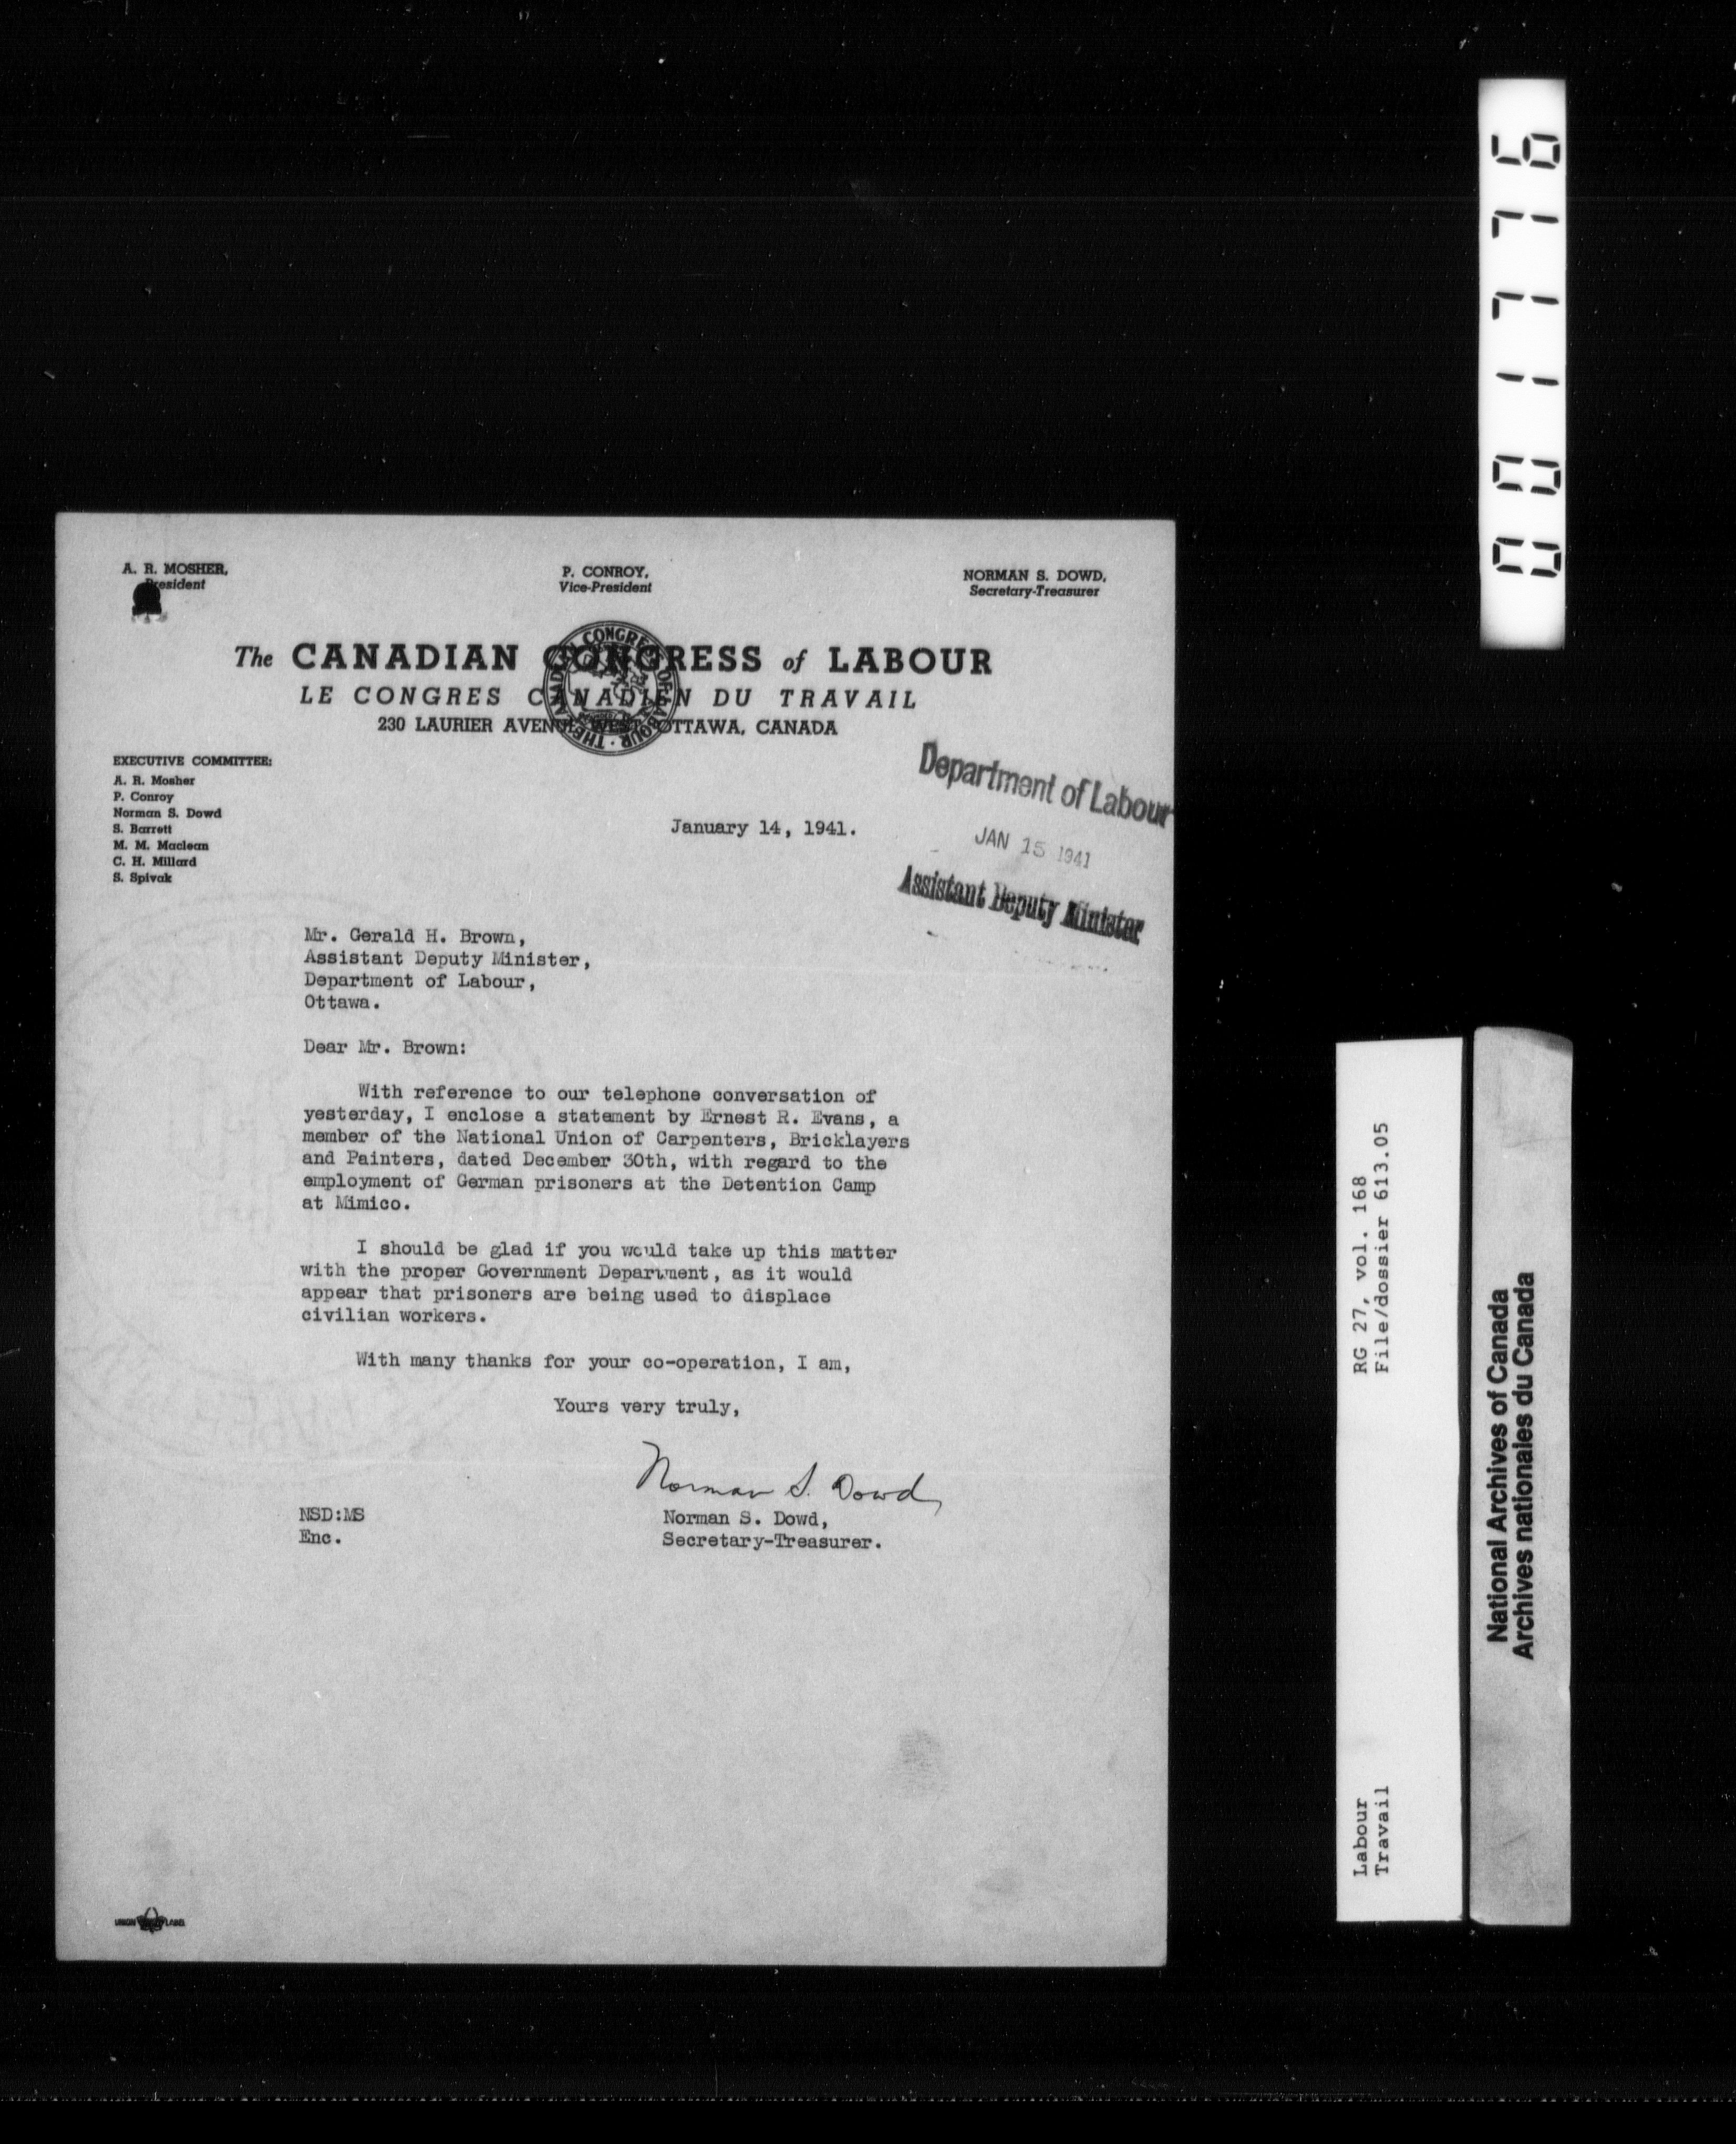 A. R. MOSHER,
President
P. CONROY,
Vice-President
NORMAN S. DOWD,
Secretary-Treasurer
The CANADIAN CONGRESS of LABOUR
LE CONGRES CANADIEN DU TRAVAIL
230 LAURIER AVENUE WEST, OTTAWA, CANADA
THE CANADIAN CONGRESS OF LABOUR
EXECUTIVE COMMITTEE:
A. R. Mosher
P. Conroy
Norman S. Dowd
S. Barrett
M. M. Maclean
C. H. Millard
S. Spivak
January 14, 1941.
Department of Labour
JAN 15 1941
Assistant Deputy Minister
Mr. Gerald H. Brown,
Assistant Deputy Minister,
Department of Labour,
Ottawa.
Dear Mr. Brown:
With reference to our telephone conversation of
yesterday, I enclose a statement by Ernest R. Evans, a
member of the National Union of Carpenters, Bricklayers
and Painters, dated December 30th, with regard to the
employment of German prisoners at the Detention Camp
at Mimico.
I should be glad if you would take up this matter
with the proper Government Department, as it would
appear that prisoners are being used to displace
civilian workers.
With many thanks for your co-operation, I am,
Yours very truly,
Norman S. Dowd
NSD:MS
Enc.
Norman S. Dowd,
Secretary-Treasurer.
UNION LABEL
001776
RG 27, vol. 168
File/dossier 613.05
Labour
Travail
National Archives of Canada
Archives nationales du Canada